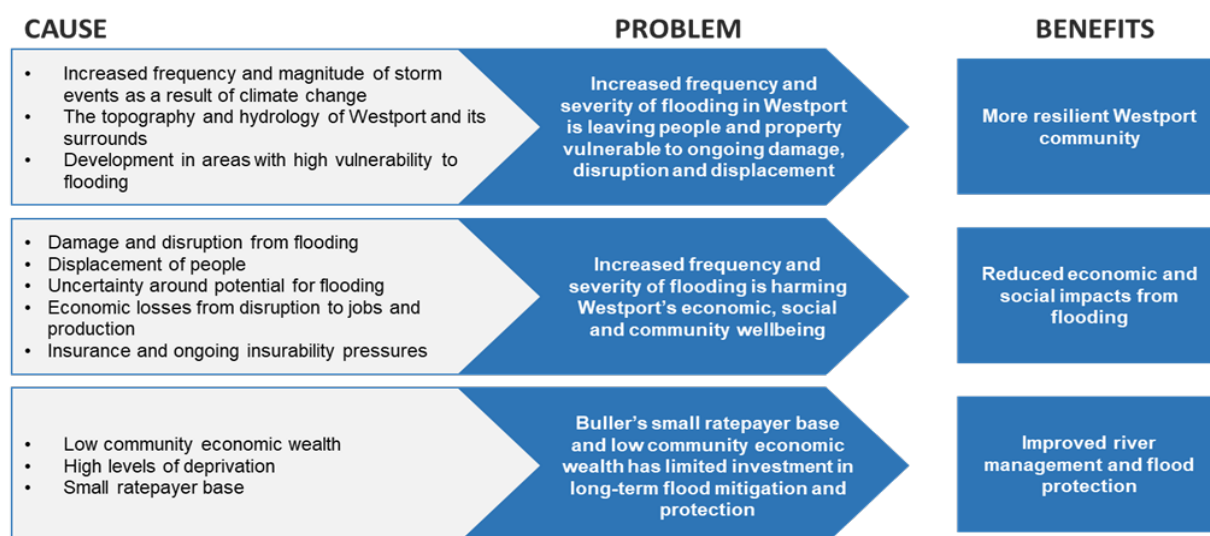 CAUSE
PROBLEM
BENEFITS
• Increased frequency and magnitude of storm
events as a result of climate change
• The topography and hydrology of Westport and its
surrounds
• Development in areas with high vulnerability to
flooding
Increased frequency and
severity of flooding in Westport
is leaving people and property
vulnerable to ongoing damage,
disruption and displacement
More resilient Westport
community
• Damage and disruption from flooding
• Displacement of people
• Uncertainty around potential for flooding
• Economic losses from disruption to jobs and
production
• Insurance and ongoing insurability pressures
Increased frequency and
severity of flooding is harming
Westport's economic, social
and community wellbeing
Reduced economic and
social impacts from
flooding
• Low community economic wealth
• High levels of deprivation
• Small ratepayer base
Buller's small ratepayer base
and low community economic
wealth has limited investment in
long-term flood mitigation and
protection
Improved river
management and flood
protection